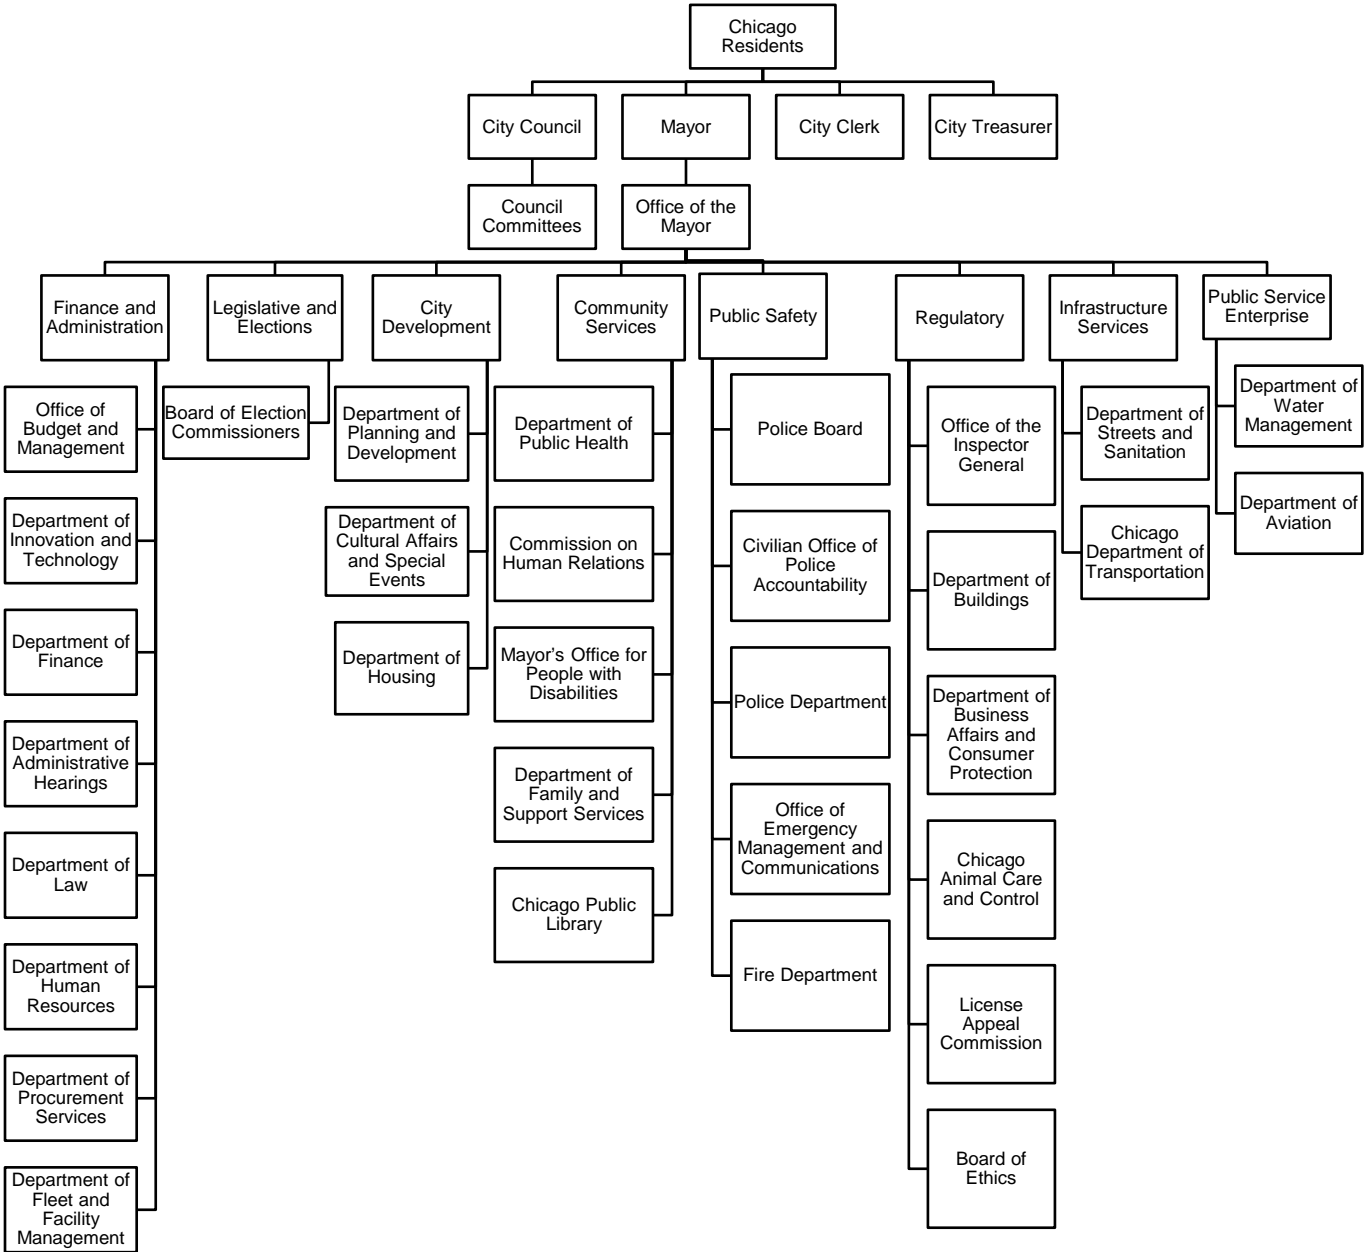 Chicago
Residents
City Council
Mayor
City Clerk
City Treasurer
Council
Committees
Office of the
Mayor
Finance and
Administration
Legislative and
Elections
City
Development
Community
Services
Public Safety
Regulatory
Infrastructure
Services
Public Service
Enterprise
Office of
Budget and
Management
Department of
Innovation and
Technology
Department of
Finance
Department of
Administrative
Hearings
Department of
Law
Department of
Human
Resources
Department of
Procurement
Services
Department of
Fleet and
Facility
Management
Board of Election
Commissioners
Department of
Planning and
Development
Department of
Cultural Affairs
and Special
Events
Department of
Housing
Department of
Public Health
Commission on
Human Relations
Mayor’s Office for
People with
Disabilities
Department of
Family and
Support Services
Chicago Public
Library
Police Board
Civilian Office of
Police
Accountability
Police Department
Office of
Emergency
Management and
Communications
Fire Department
Office of the
Inspector
General
Department of
Buildings
Department of
Business
Affairs and
Consumer
Protection
Chicago
Animal Care
and Control
License
Appeal
Commission
Board of
Ethics
Department of
Streets and
Sanitation
Chicago
Department of
Transportation
Department of
Water
Management
Department of
Aviation